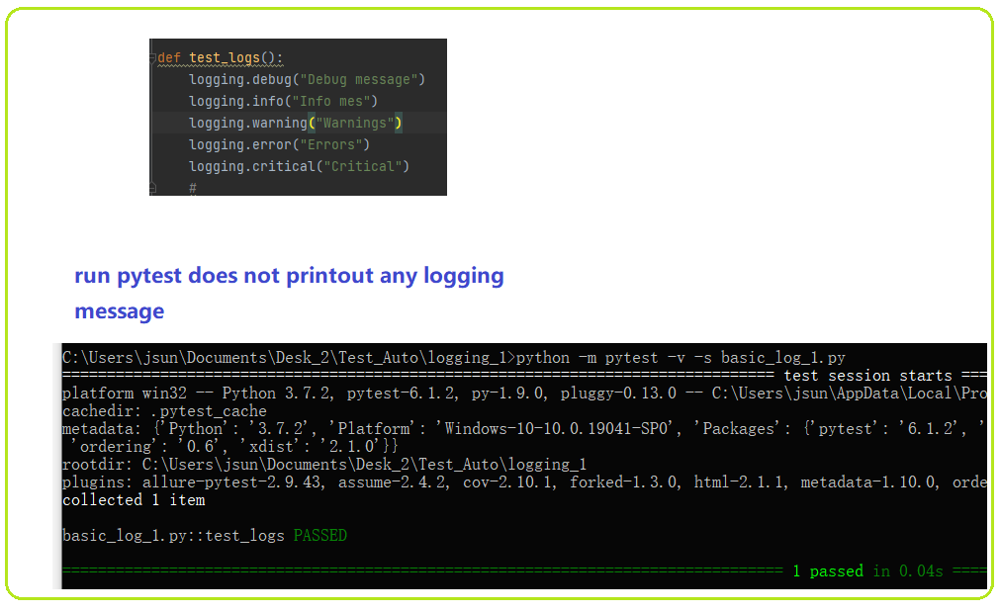 def test_logs():
logging.debug("Debug message")
logging.info("Info mes")
logging.warning("Warnings")
logging.error("Errors")
logging.critical("Critical")
#
run pytest does not printout any logging
message
C:\Users\jsun\Documents\Desk_2\Test_Auto\logging_1>python -m pytest -v -s basic_log_1.py
============================================================================== test session starts ===
platform win32 -- Python 3.7.2, pytest-6.1.2, py-1.9.0, pluggy-0.13.0 -- C:\Users\jsun\AppData\Local\Pro
cachedir: .pytest_cache
metadata: {'Python': '3.7.2', 'Platform': 'Windows-10-10.0.19041-SP0', 'Packages': {'pytest': '6.1.2', '
'ordering': '0.6', 'xdist': '2.1.0'}}
rootdir: C:\Users\jsun\Documents\Desk_2\Test_Auto\logging_1
plugins: allure-pytest-2.9.43, assume-2.4.2, cov-2.10.1, forked-1.3.0, html-2.1.1, metadata-1.10.0, orde
collected 1 item
basic_log_1.py::test_logs PASSED
=============================================================================== 1 passed in 0.04s ====